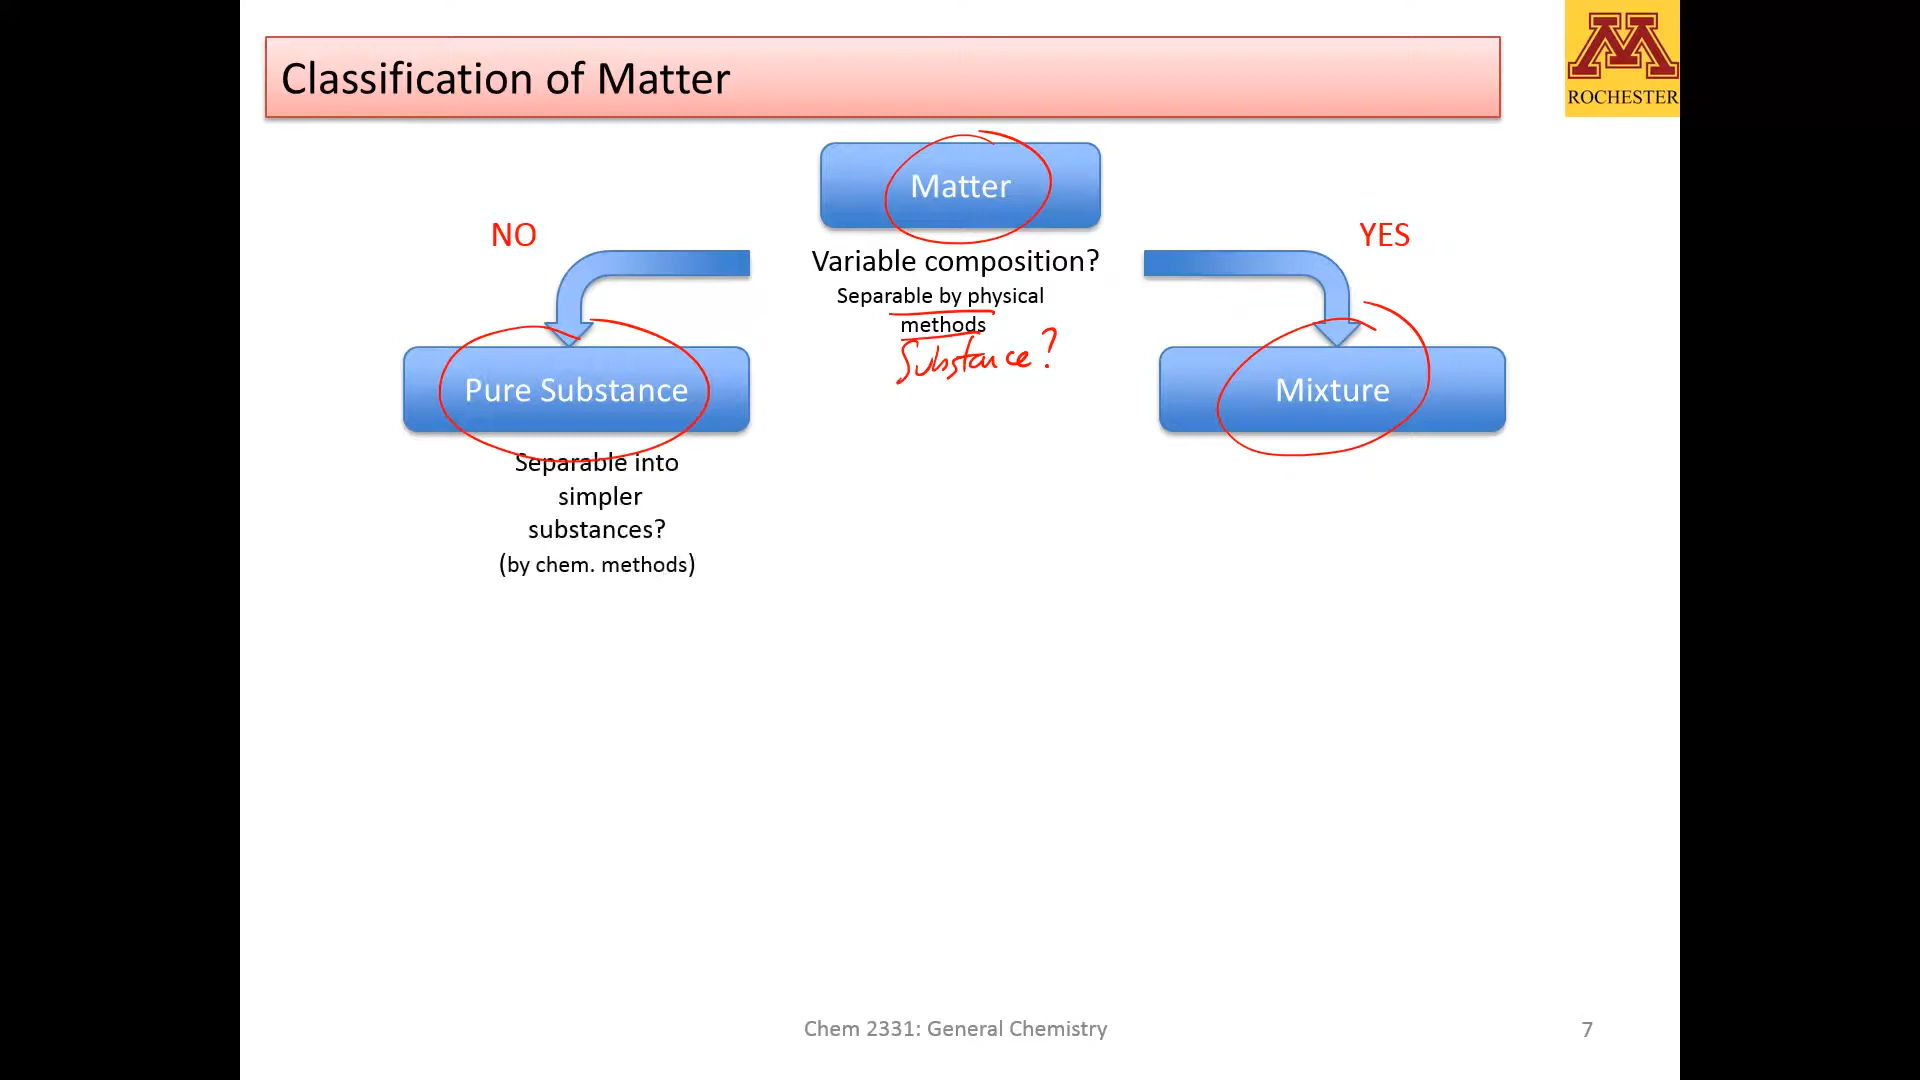 Classification of Matter
M
ROCHESTER
Matter
NO
YES
Variable composition?
Separable by physical
methods
Substance?
Pure Substance
Mixture
Separable into
simpler
substances?
(by chem. methods)
Chem 2331: General Chemistry
7